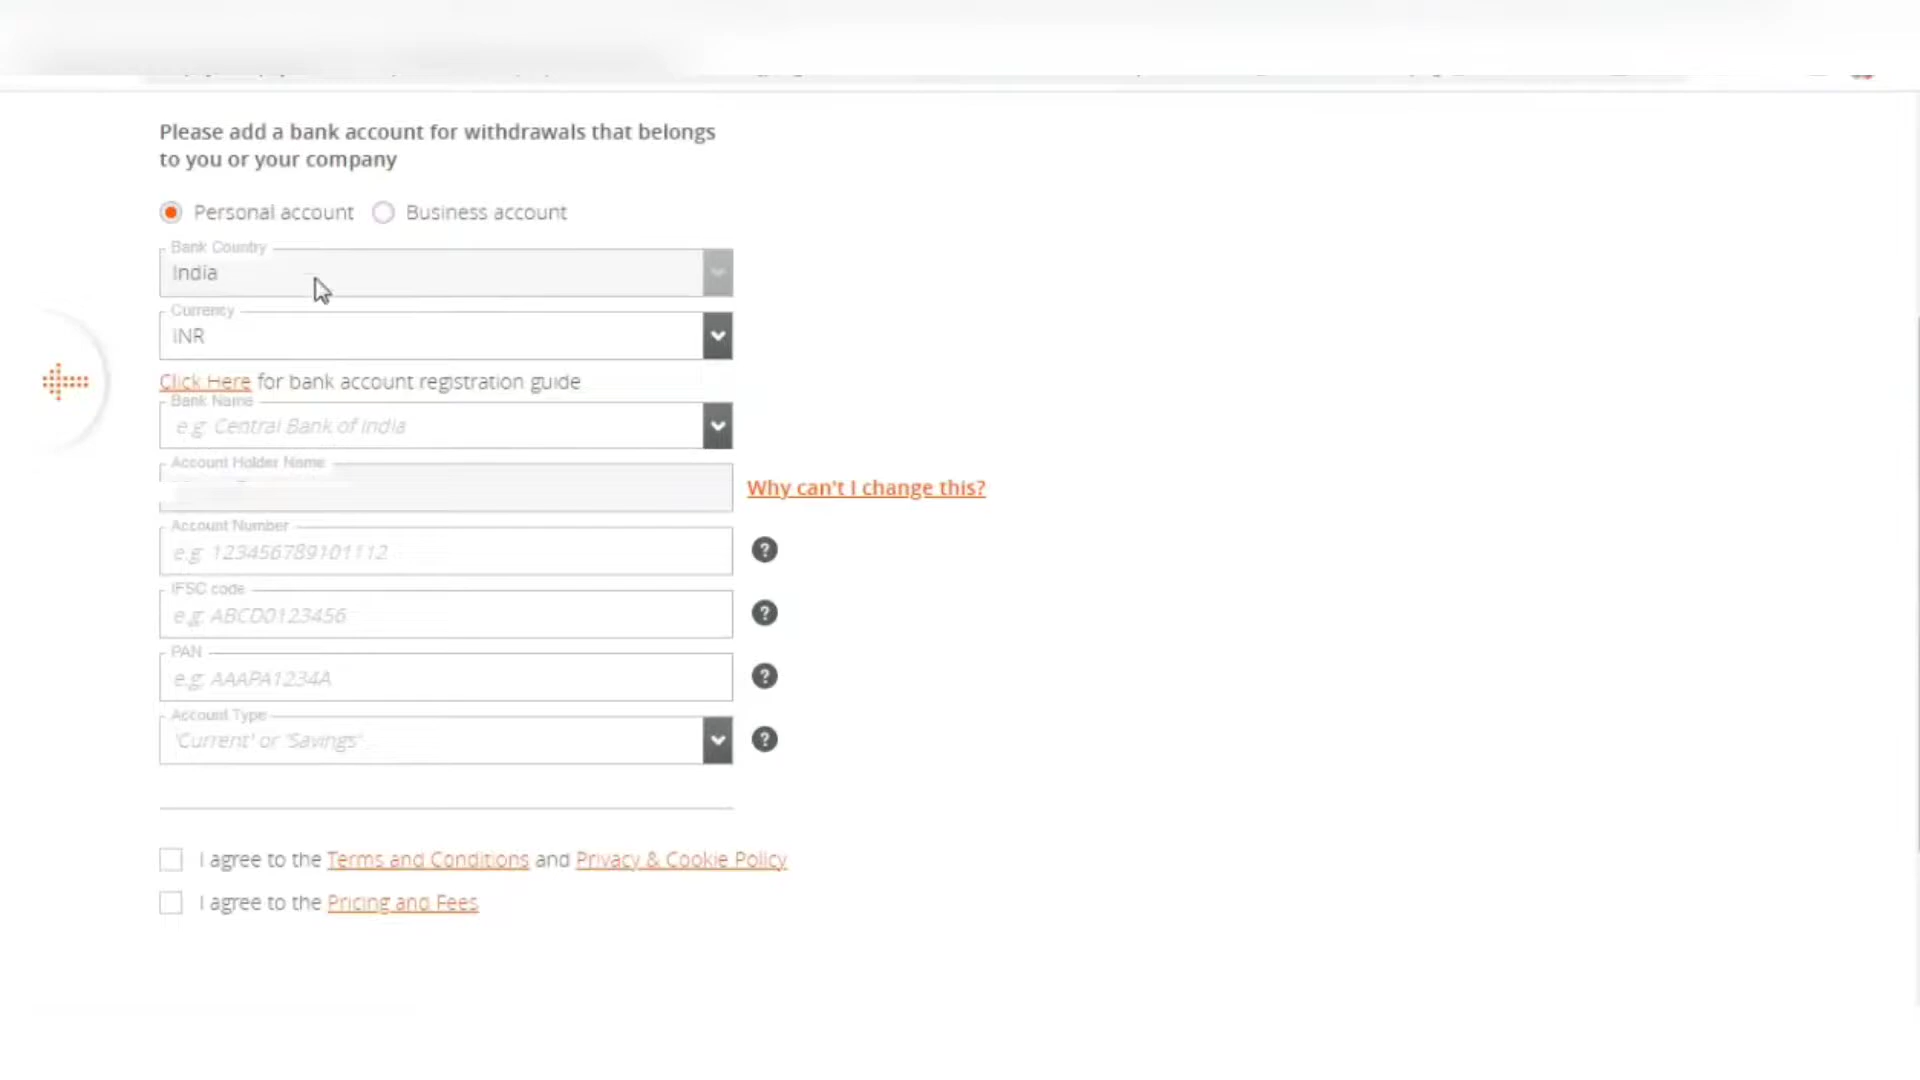 Please add a bank account for withdrawals that belongs
to you or your company
Personal account Business account
Bank Country
India
Currency
INR
Click Here for bank account registration guide
Bank Name
e.g: Central Bank of India
Account Holder Name
Why can't I change this?
Account Number
e.g: 123456789101112
?
IFSC code
e.g: ABCD0123456
?
PAN
e.g: AAAPA1234A
?
Account Type
'Current' or 'Savings'
?
I agree to the Terms and Conditions and Privacy & Cookie Policy
I agree to the Pricing and Fees